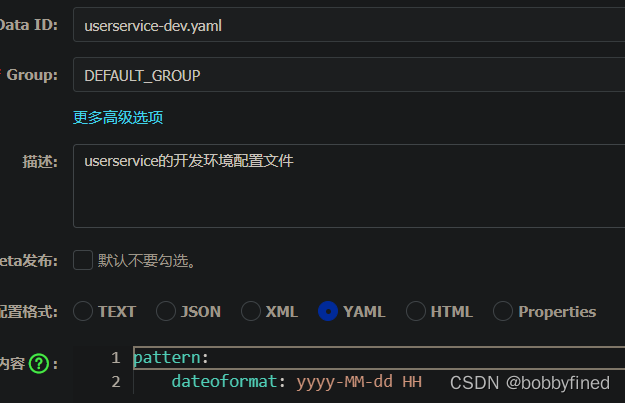 Data ID: userservice-dev.yaml
* Group: DEFAULT_GROUP
更多高级选项
描述: userservice的开发环境配置文件
eta发布: 默认不要勾选。
配置格式: TEXT JSON XML YAML HTML Properties
内容 ? : 1 pattern:
2 dateoformat: yyyy-MM-dd HH
CSDN @bobbyfined